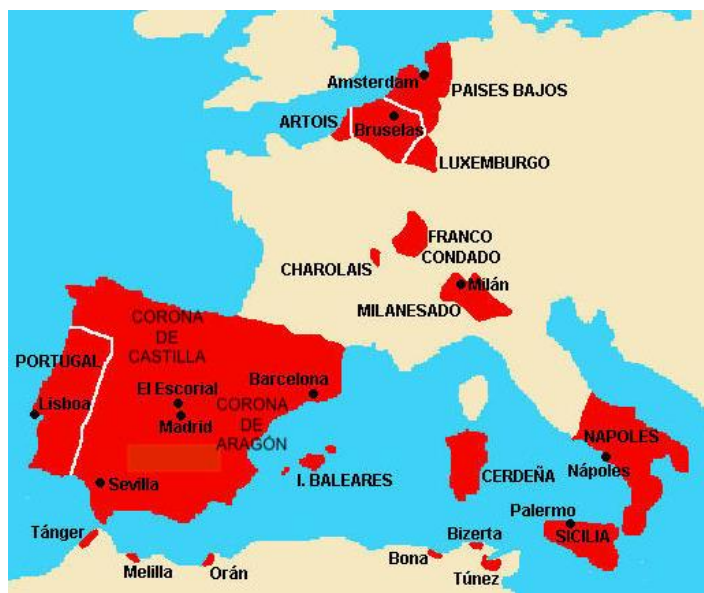 Amsterdam
PAISES BAJOS
ARTOIS
Bruselas
LUXEMBURGO
FRANCO
CONDADO
CHAROLAIS
Milán
MILANESADO
CORONA
DE
CASTILLA
PORTUGAL
El Escorial
Barcelona
Lisboa
Madrid
CORONA
DE
ARAGÓN
NAPOLES
Nápoles
I. BALEARES
CERDEÑA
Sevilla
Palermo
SICILIA
Tánger
Melilla
Orán
Bona
Bizerta
Túnez